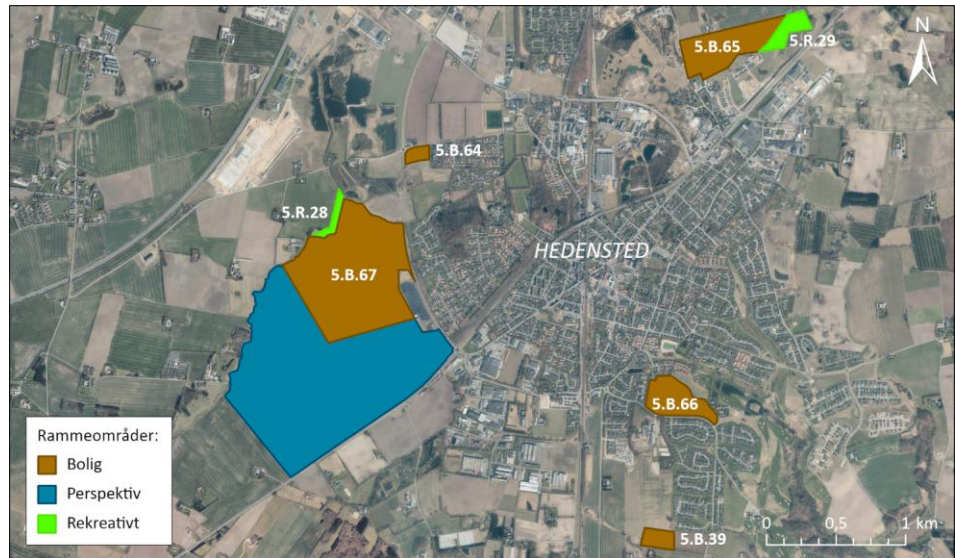 5.B.65
5.R.29
N
5.B.64
5.R.28
HEDENSTED
5.B.67
5.B.66
Rammeområder:
Bolig
Perspektiv
Rekreativt
0 0,5 1 km
5.B.39